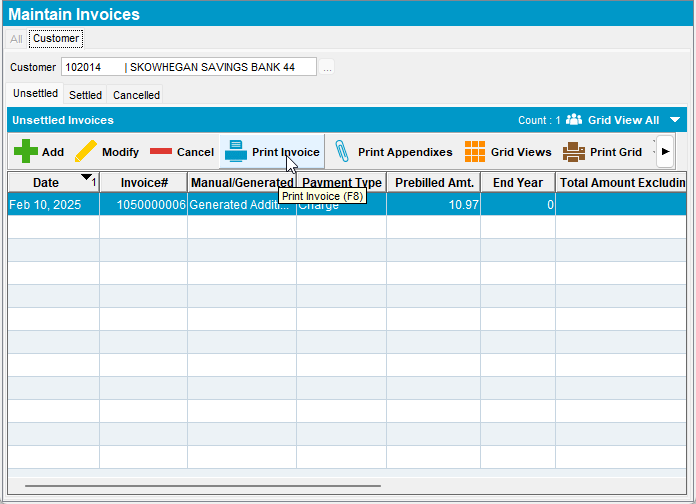 Maintain Invoices
All Customer
Customer 102014 | SKOWHEGAN SAVINGS BANK 44 ...
Unsettled Settled Cancelled
Unsettled Invoices Count : 1 Grid View All
Add Modify Cancel Print Invoice Print Appendixes Grid Views Print Grid
Date 1 Invoice# Manual/Generated Payment Type Prebilled Amt. End Year Total Amount Excludin
Print Invoice (F8)
Feb 10, 2025 1050000006 Generated Additi... Charge 10.97 0